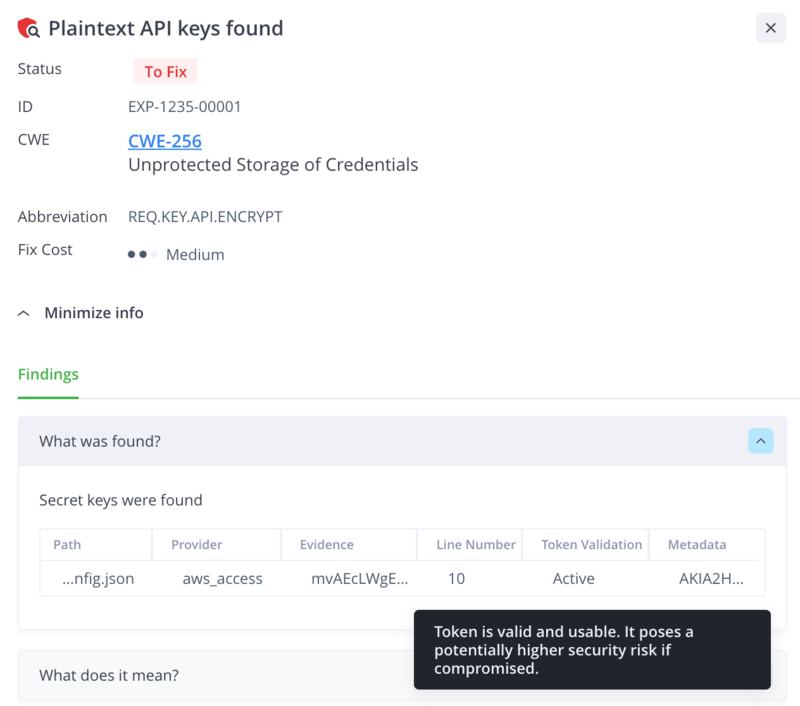 Plaintext API keys found
Status To Fix
ID EXP-1235-00001
CWE CWE-256
Unprotected Storage of Credentials
Abbreviation REQ.KEY.API.ENCRYPT
Fix Cost Medium
Minimize info
Findings
What was found?
Secret keys were found
Path Provider Evidence Line Number Token Validation Metadata
...nfig.json aws_access mvAEcLWgE... 10 Active AKIA2H...
Token is valid and usable. It poses a
potentially higher security risk if
compromised.
What does it mean?